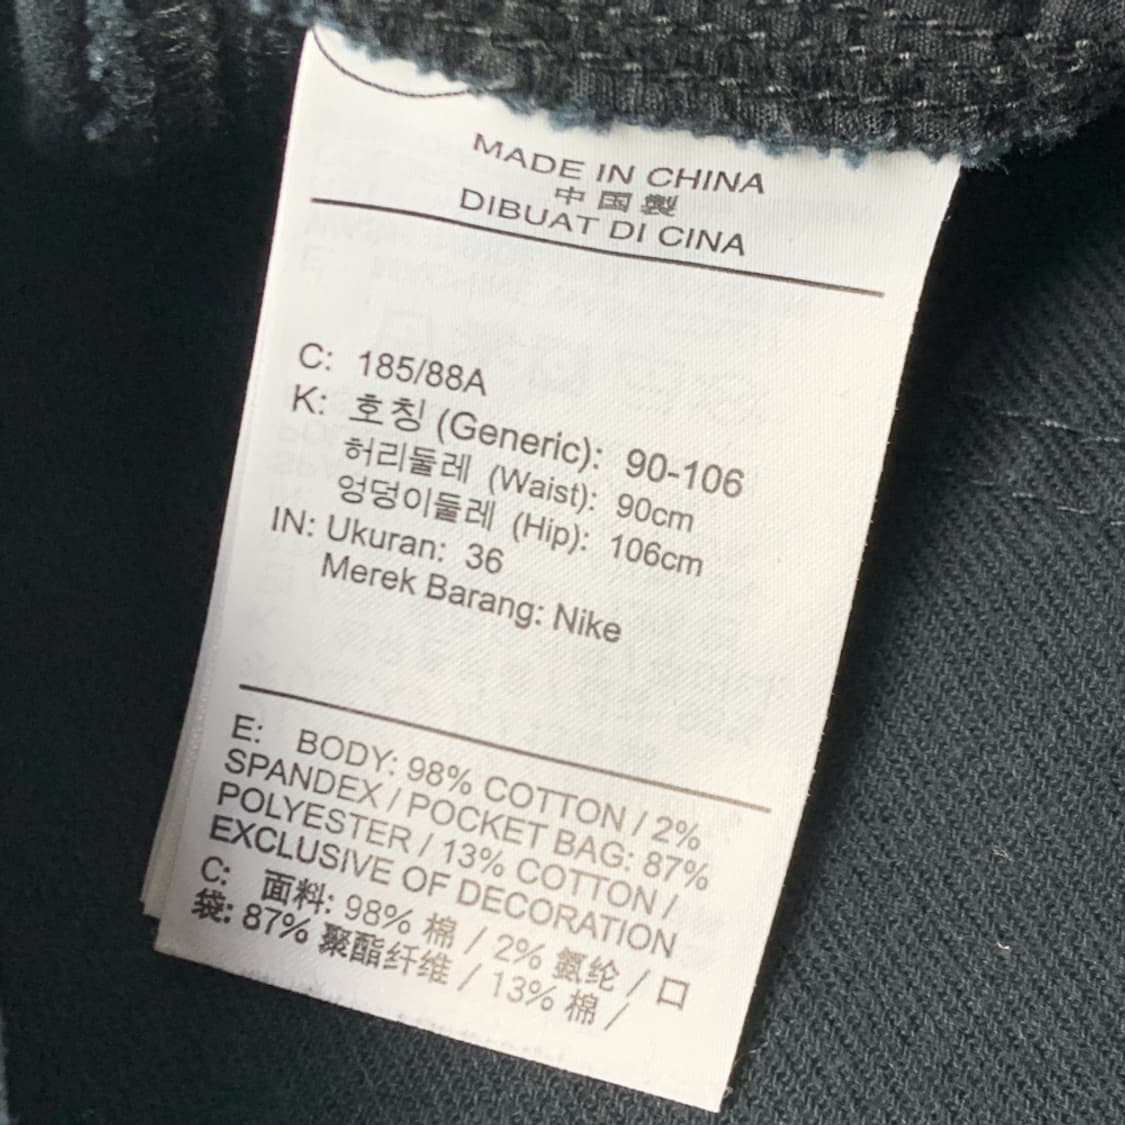 MADE IN CHINA
中国製
DIBUAT DI CINA
C: 185/88A
K: 호칭 (Generic): 90-106
허리둘레 (Waist): 90cm
엉덩이둘레 (Hip): 106cm
IN: Ukuran: 36
Merek Barang: Nike
E: BODY: 98% COTTON / 2%
SPANDEX / POCKET BAG: 87%
POLYESTER / 13% COTTON /
EXCLUSIVE OF DECORATION
C: 面料: 98% 棉 / 2% 氨纶 / 口
袋: 87% 聚酯纤维 / 13% 棉 /